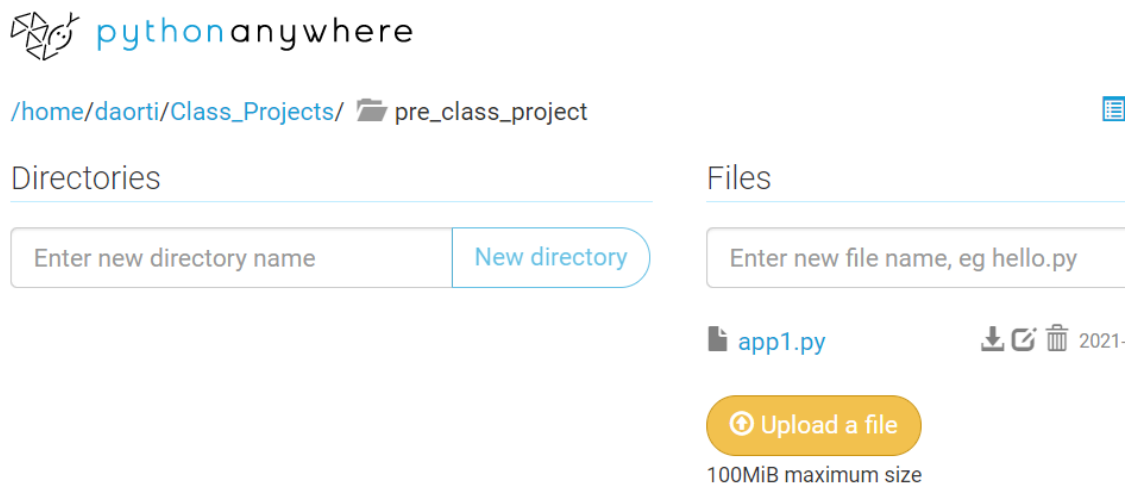 pythonanywhere
/home/daorti/Class_Projects/ pre_class_project
Directories
Files
Enter new directory name
New directory
Enter new file name, eg hello.py
app1.py
2021-
Upload a file
100MiB maximum size